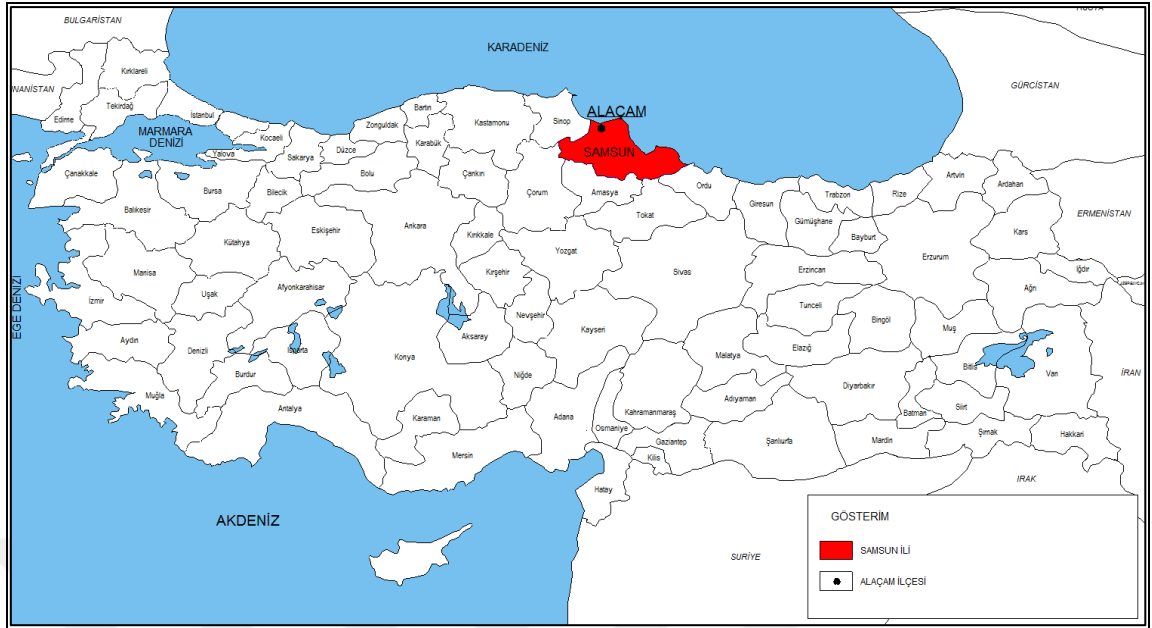 BULGARİSTAN
KARADENİZ
GÜRCİSTAN
Kırklareli
Edirne
Tekirdağ
İstanbul
MARMARA
DENİZİ
Yalova
Kocaeli
Sakarya
Düzce
Zonguldak
Bartın
Karabük
Kastamonu
Sinop
ALAÇAM
SAMSUN
Çanakkale
Bursa
Bilecik
Bolu
Çankırı
Çorum
Amasya
Ordu
Giresun
Trabzon
Rize
Artvin
Ardahan
Balıkesir
Kütahya
Eskişehir
Ankara
Kırıkkale
Yozgat
Tokat
Gümüşhane
Bayburt
Erzurum
Kars
ERMENİSTAN
Manisa
Uşak
Afyonkarahisar
Kırşehir
Sivas
Erzincan
Ağrı
Iğdır
EGE DENİZİ
İzmir
Nevşehir
Kayseri
Tunceli
Bingöl
Muş
Aydın
Denizli
Isparta
Konya
Aksaray
Malatya
Elazığ
Bitlis
Van
İRAN
Burdur
Niğde
Diyarbakır
Muğla
Antalya
Karaman
Adana
Kahramanmaraş
Adıyaman
Batman
Siirt
Osmaniye
Gaziantep
Şanlıurfa
Mardin
Şırnak
Hakkari
Mersin
Kilis
Hatay
IRAK
AKDENİZ
SURİYE
GÖSTERİM
SAMSUN İLİ
ALAÇAM İLÇESİ